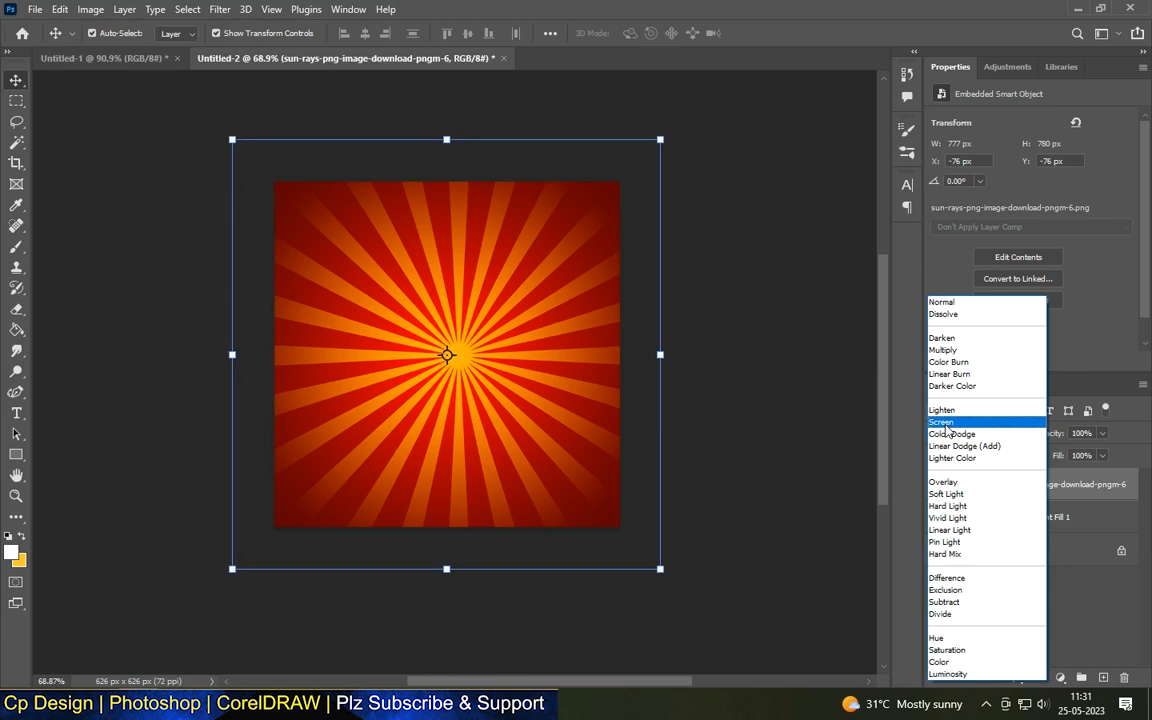 Ps File Edit Image Layer Type Select Filter 3D View Plugins Window Help
Auto-Select: Layer Show Transform Controls 3D Mode:
Untitled-1 @ 90.9% (RGB/8#) * × Untitled-2 @ 68.9% (sun-rays-png-image-download-pngm-6, RGB/8#) * ×
Properties Adjustments Libraries
Embedded Smart Object
Transform
W: 777 px H: 780 px
X: -76 px Y: -76 px
0.00°
sun-rays-png-image-download-pngm-6.png
Don't Apply Layer Comp
Edit Contents
Convert to Linked...
Normal
Dissolve
Darken
Multiply
Color Burn
Linear Burn
Darker Color
Lighten
Screen
Color Dodge
Linear Dodge (Add)
Lighter Color
Overlay
Soft Light
Hard Light
Vivid Light
Linear Light
Pin Light
Hard Mix
Difference
Exclusion
Subtract
Divide
Hue
Saturation
Color
Luminosity
100%
Fill: 100%
ge-download-pngm-6
nt Fill 1
68.87% 626 px x 626 px (72 ppi)
Cp Design | Photoshop | CorelDRAW | Plz Subscribe & Support
31°C Mostly sunny
11:31
25-05-2023